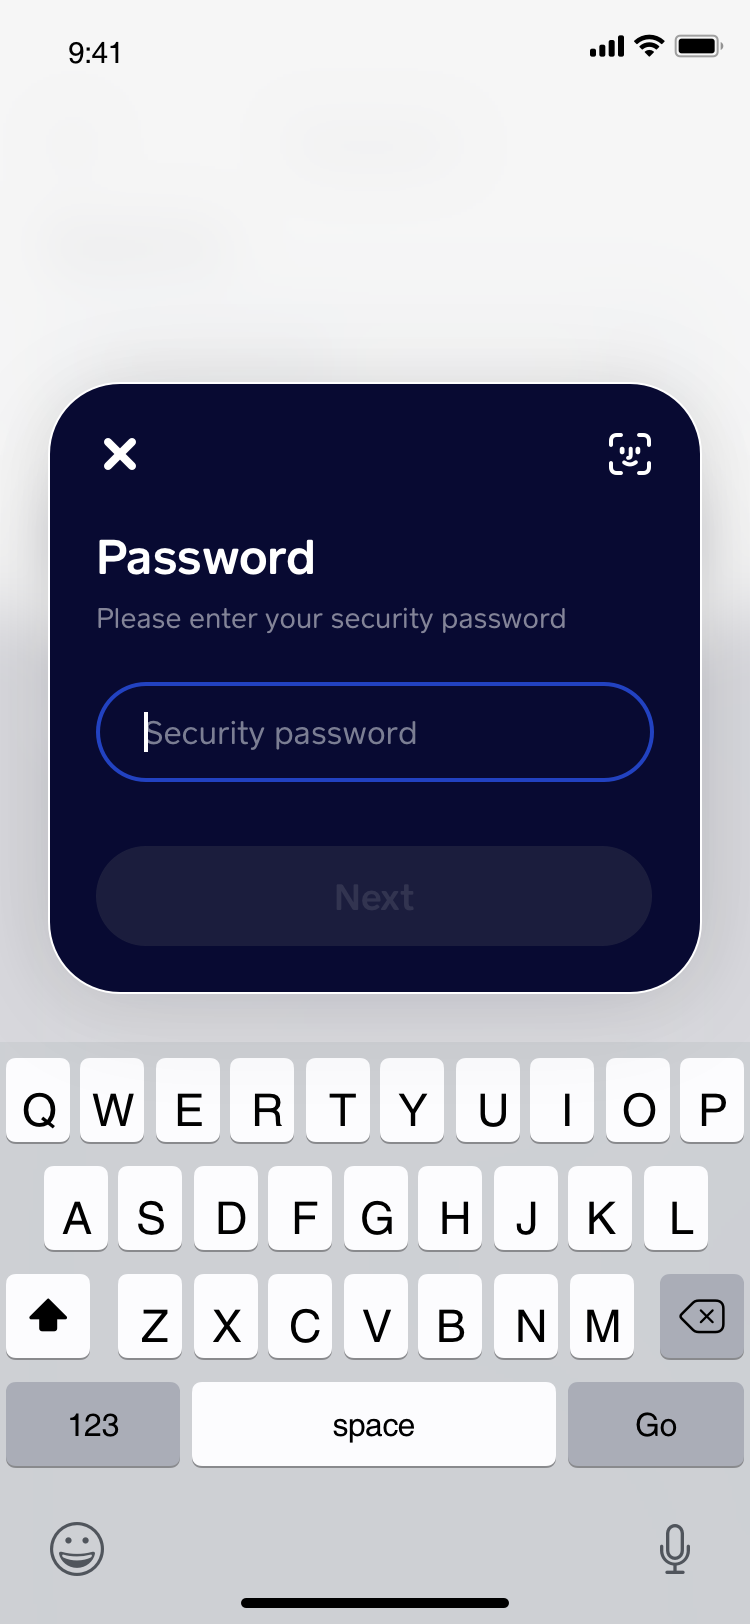 9:41
Password
Please enter your security password
Security password
Next
Q W E R T Y U I O P
A S D F G H J K L
Z X C V B N M
123 space Go